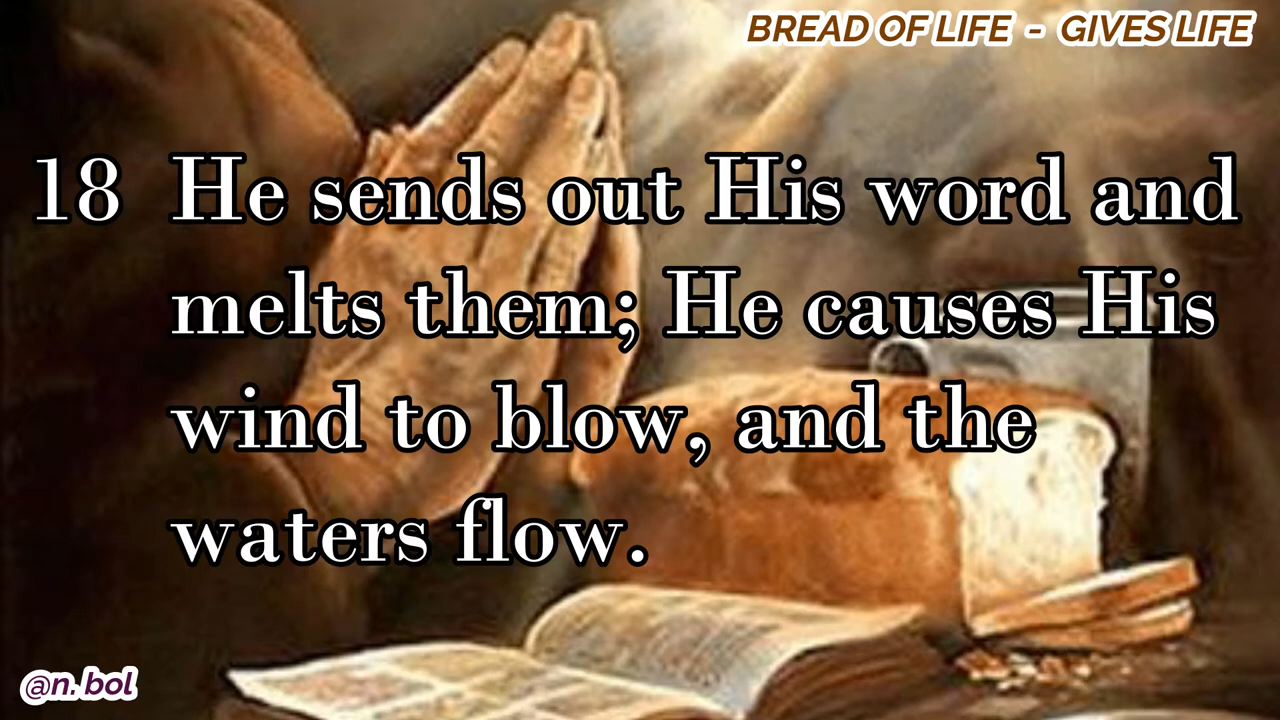 BREAD OF LIFE - GIVES LIFE
18 He sends out His word and
melts them; He causes His
wind to blow, and the
waters flow.
@n.bol